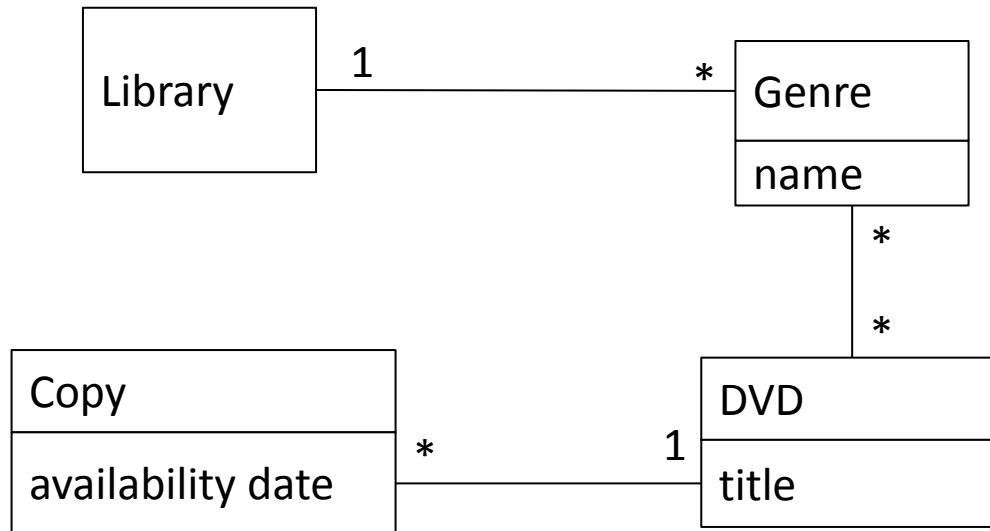 Library
1
*
Genre
name
*
*
Copy
availability date
*
1
DVD
title